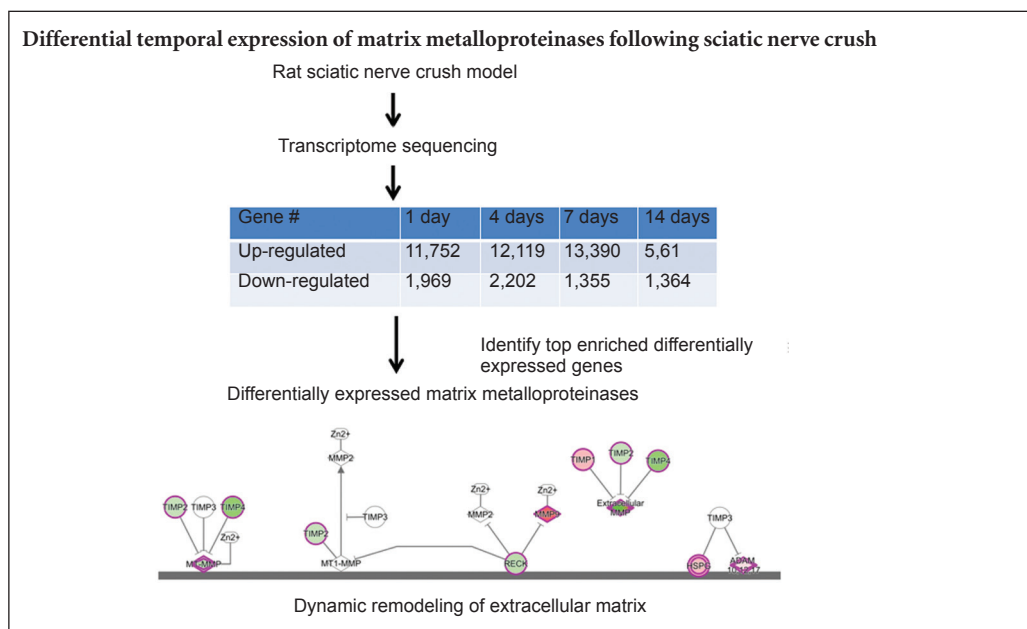 Differential temporal expression of matrix metalloproteinases following sciatic nerve crush
Rat sciatic nerve crush model
Transcriptome sequencing
Gene # 1 day 4 days 7 days 14 days
Up-regulated 11,752 12,119 13,390 5,61
Down-regulated 1,969 2,202 1,355 1,364
Identify top enriched differentially
expressed genes
Differentially expressed matrix metalloproteinases
Zn2+
MMP2
TIMP2 TIMP3 TIMP4
Zn2+
TIMP2
TIMP3
MT1-MMP
Zn2+
MMP2
Zn2+
RECK
TIMP1 TIMP2 TIMP4
Extracellular
MMP
TIMP3
HSPG
ADAM
Dynamic remodeling of extracellular matrix